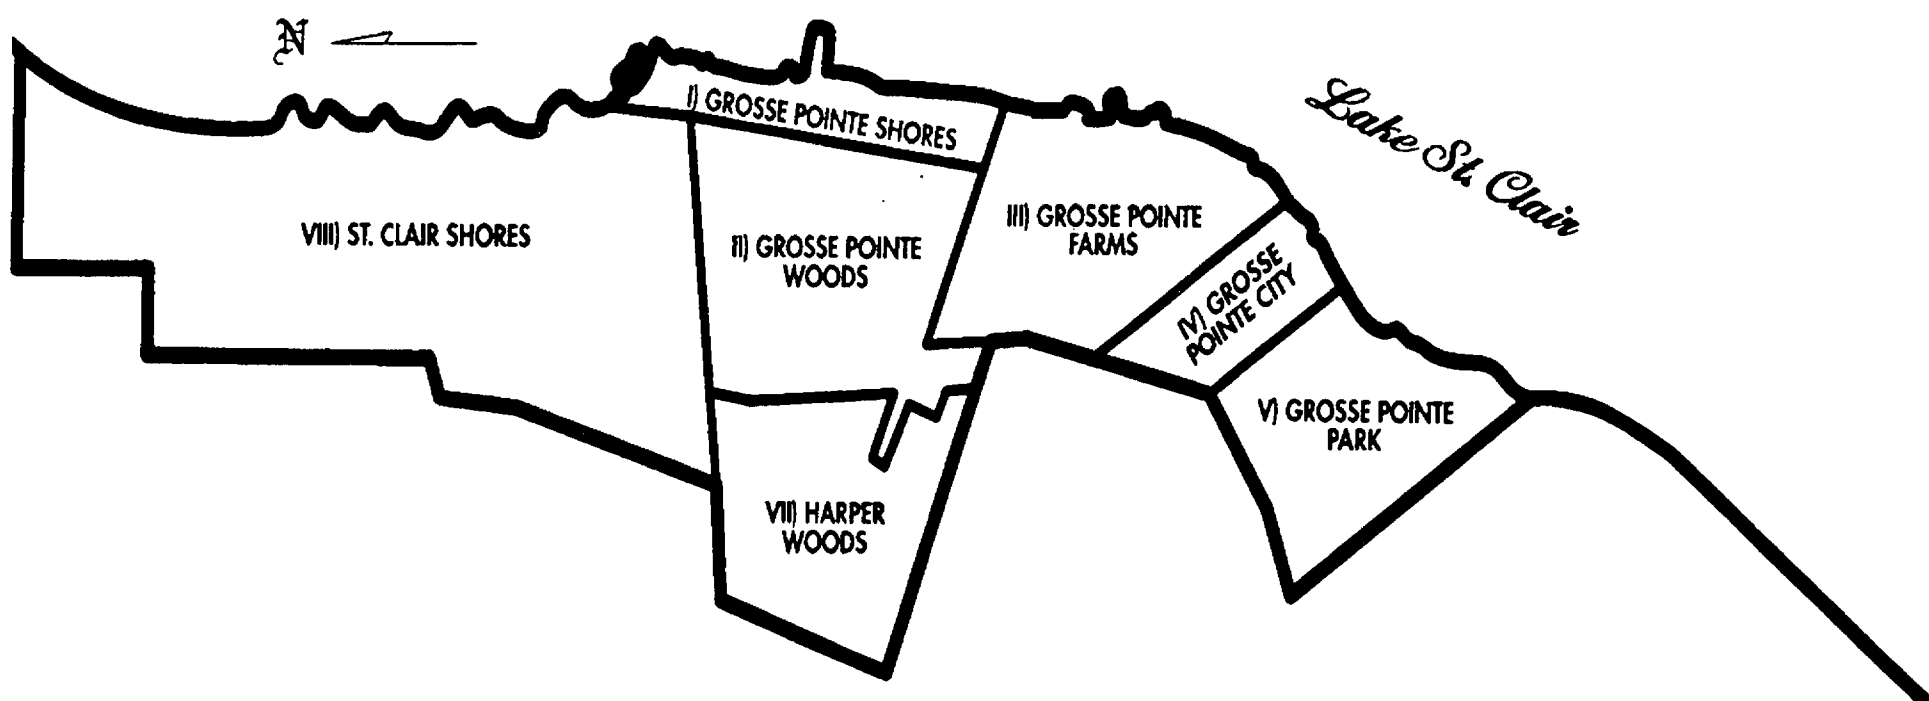 N
Lake St. Clair
I) GROSSE POINTE SHORES
VIII) ST. CLAIR SHORES
II) GROSSE POINTE
WOODS
III) GROSSE POINTE
FARMS
IV) GROSSE
POINTE CITY
V) GROSSE POINTE
PARK
VII) HARPER
WOODS